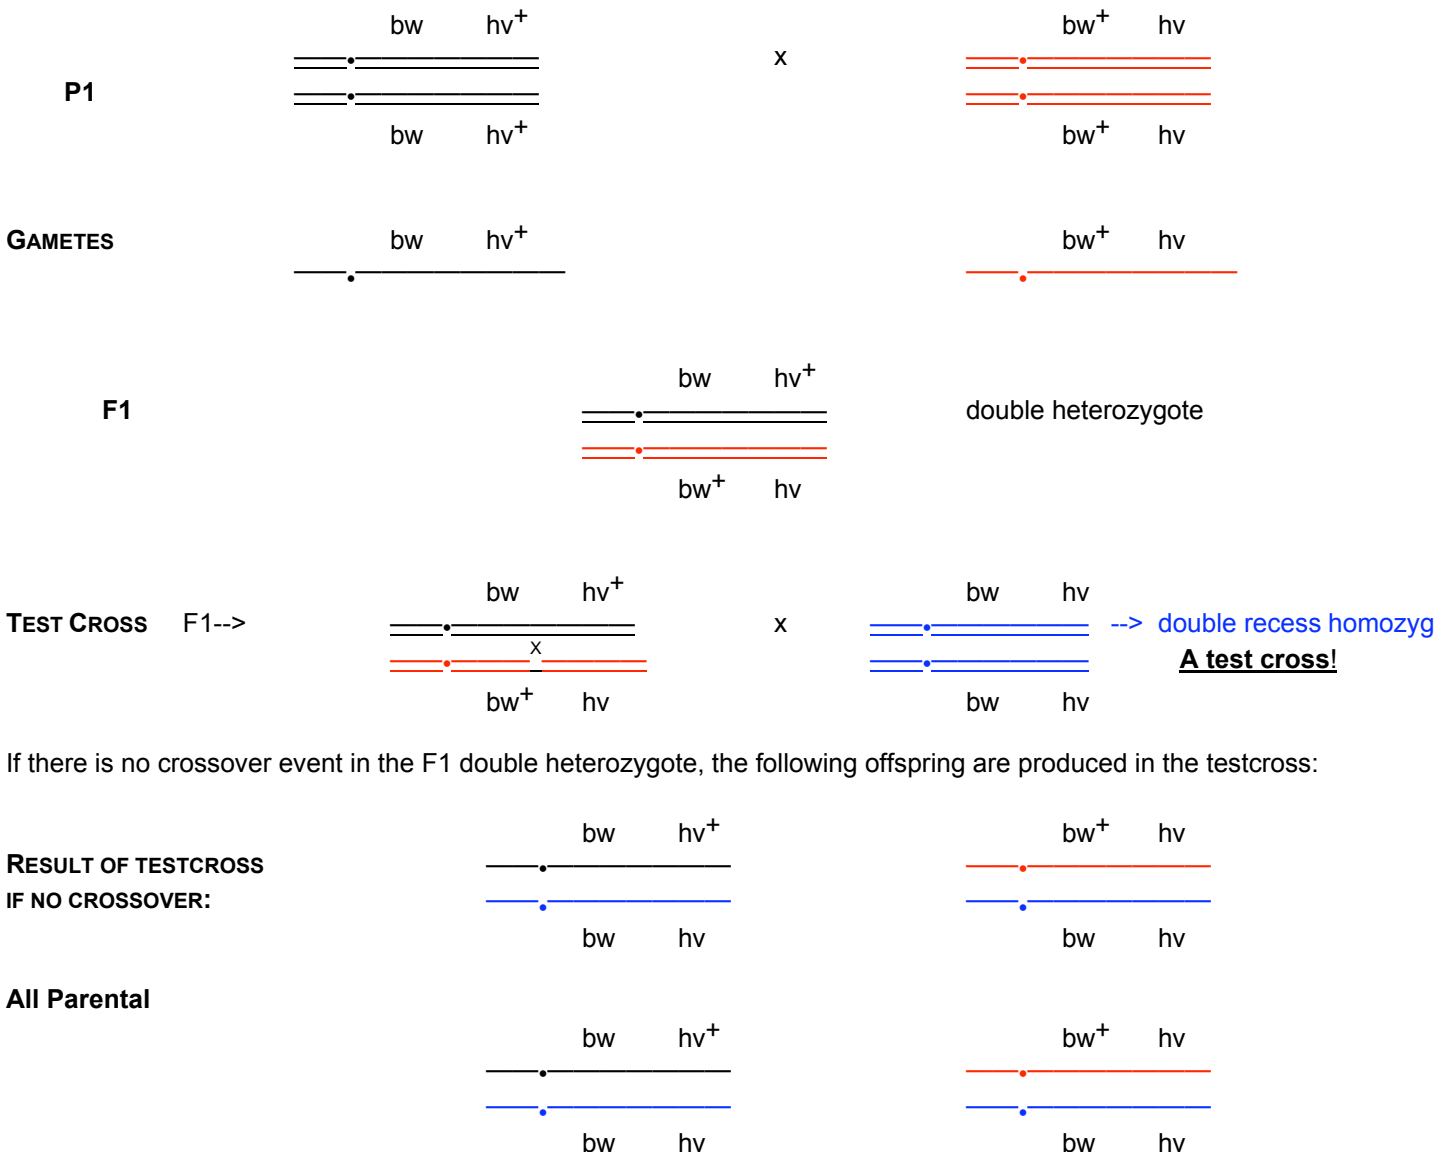 bw hv+ bw+ hv
x
P1
bw hv+ bw+ hv
GAMETES bw hv+ bw+ hv
bw hv+
F1 double heterozygote
bw+ hv
bw hv+ bw hv
TEST CROSS F1--> x --> double recess homozyg
x A test cross!
bw+ hv bw hv
If there is no crossover event in the F1 double heterozygote, the following offspring are produced in the testcross:
bw hv+ bw+ hv
RESULT OF TESTCROSS
IF NO CROSSOVER:
bw hv bw hv
All Parental
bw hv+ bw+ hv
bw hv bw hv